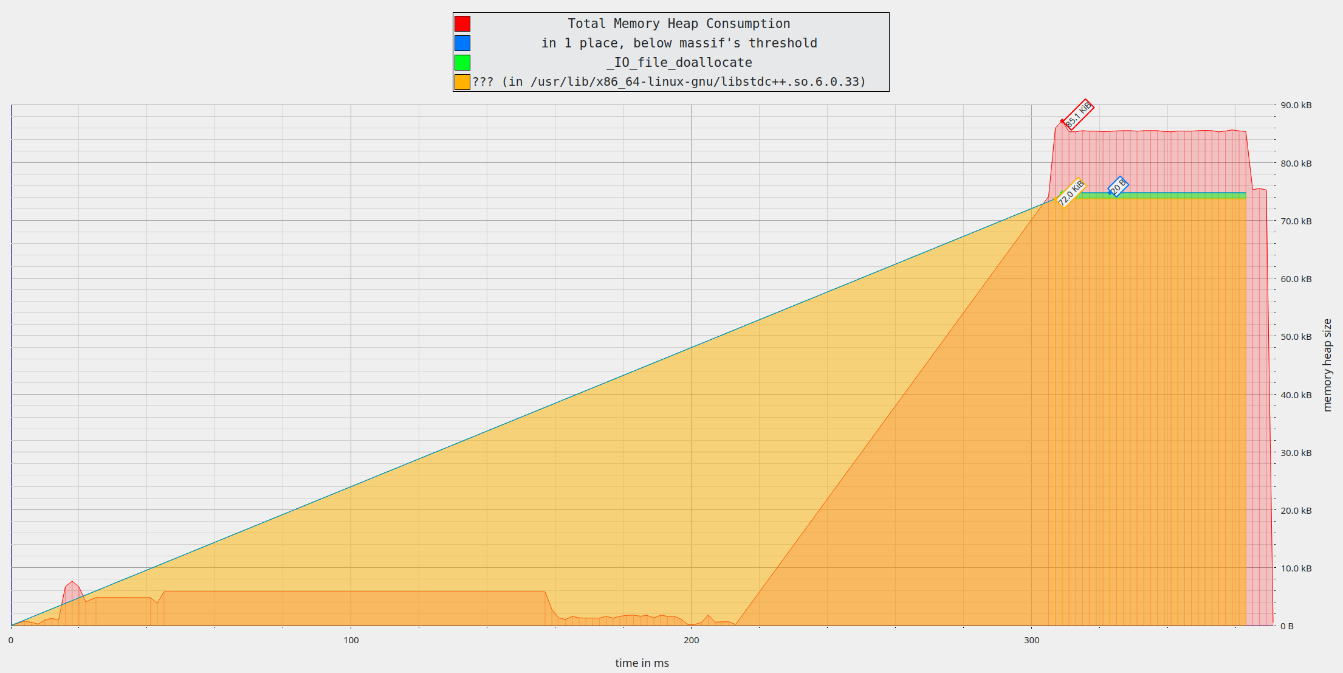 Total Memory Heap Consumption
in 1 place, below massif's threshold
_IO_file_doallocate
??? (in /usr/lib/x86_64-linux-gnu/libstdc++.so.6.0.33)
90.0 kB
85.1 KiB
80.0 kB
72.0 KiB
20 B
70.0 kB
60.0 kB
50.0 kB
memory heap size
40.0 kB
30.0 kB
20.0 kB
10.0 kB
0 B
0 100 200 300
time in ms